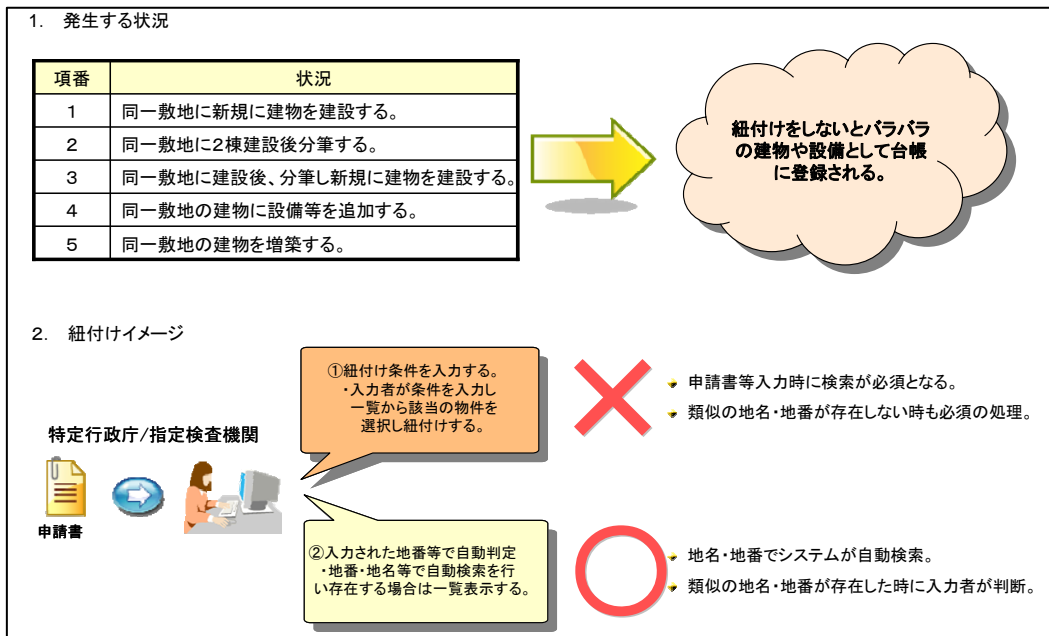 1. 発生する状況
項番 状況
1 同一敷地に新規に建物を建設する。
2 同一敷地に2棟建設後分筆する。
3 同一敷地に建設後、分筆し新規に建物を建設する。
4 同一敷地の建物に設備等を追加する。
5 同一敷地の建物を増築する。
紐付けをしないとバラバラ
の建物や設備として台帳
に登録される。
2. 紐付けイメージ
①紐付け条件を入力する。
・入力者が条件を入力し
一覧から該当の物件を
選択し紐付けする。
申請書等入力時に検索が必須となる。
類似の地名・地番が存在しない時も必須の処理。
特定行政庁/指定検査機関
申請書
②入力された地番等で自動判定
・地番・地名等で自動検索を行
い存在する場合は一覧表示する。
地名・地番でシステムが自動検索。
類似の地名・地番が存在した時に入力者が判断。